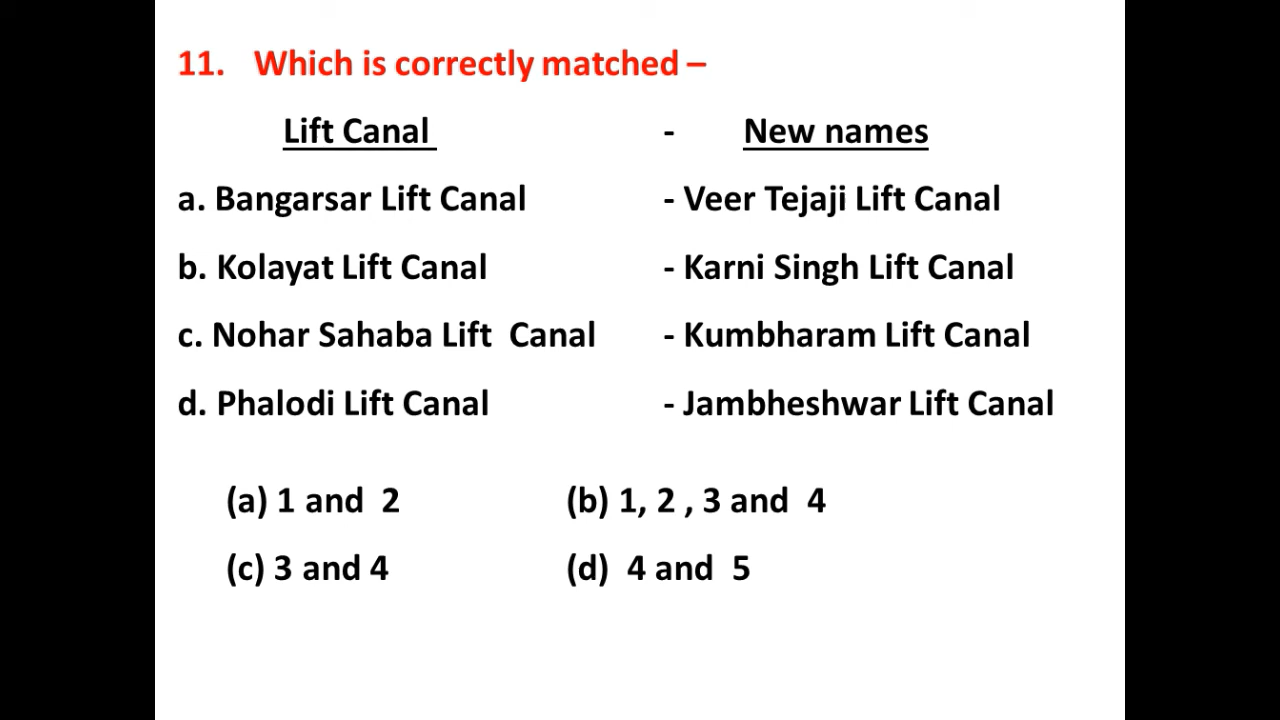 11. Which is correctly matched –
Lift Canal - New names
a. Bangarsar Lift Canal - Veer Tejaji Lift Canal
b. Kolayat Lift Canal - Karni Singh Lift Canal
c. Nohar Sahaba Lift Canal - Kumbharam Lift Canal
d. Phalodi Lift Canal - Jambheshwar Lift Canal
(a) 1 and 2 (b) 1, 2 , 3 and 4
(c) 3 and 4 (d) 4 and 5